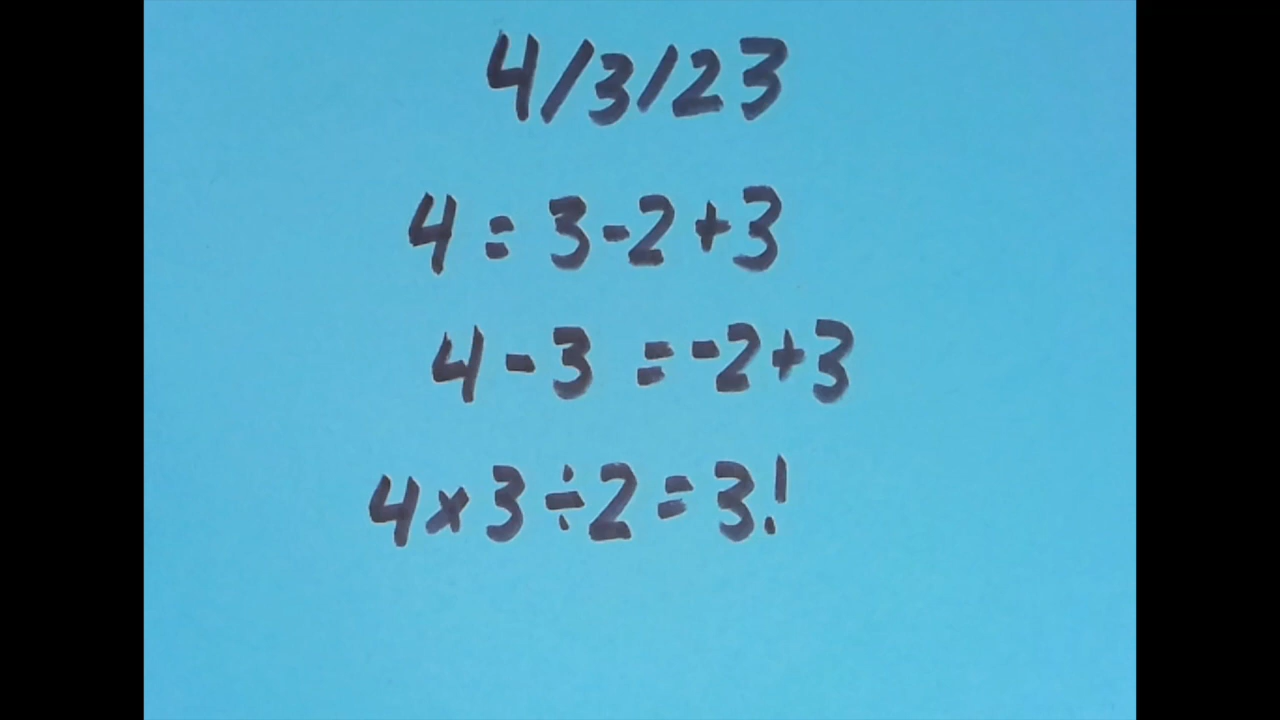 4/3/23
4 = 3-2+3
4-3 = -2+3
4×3÷2=3!